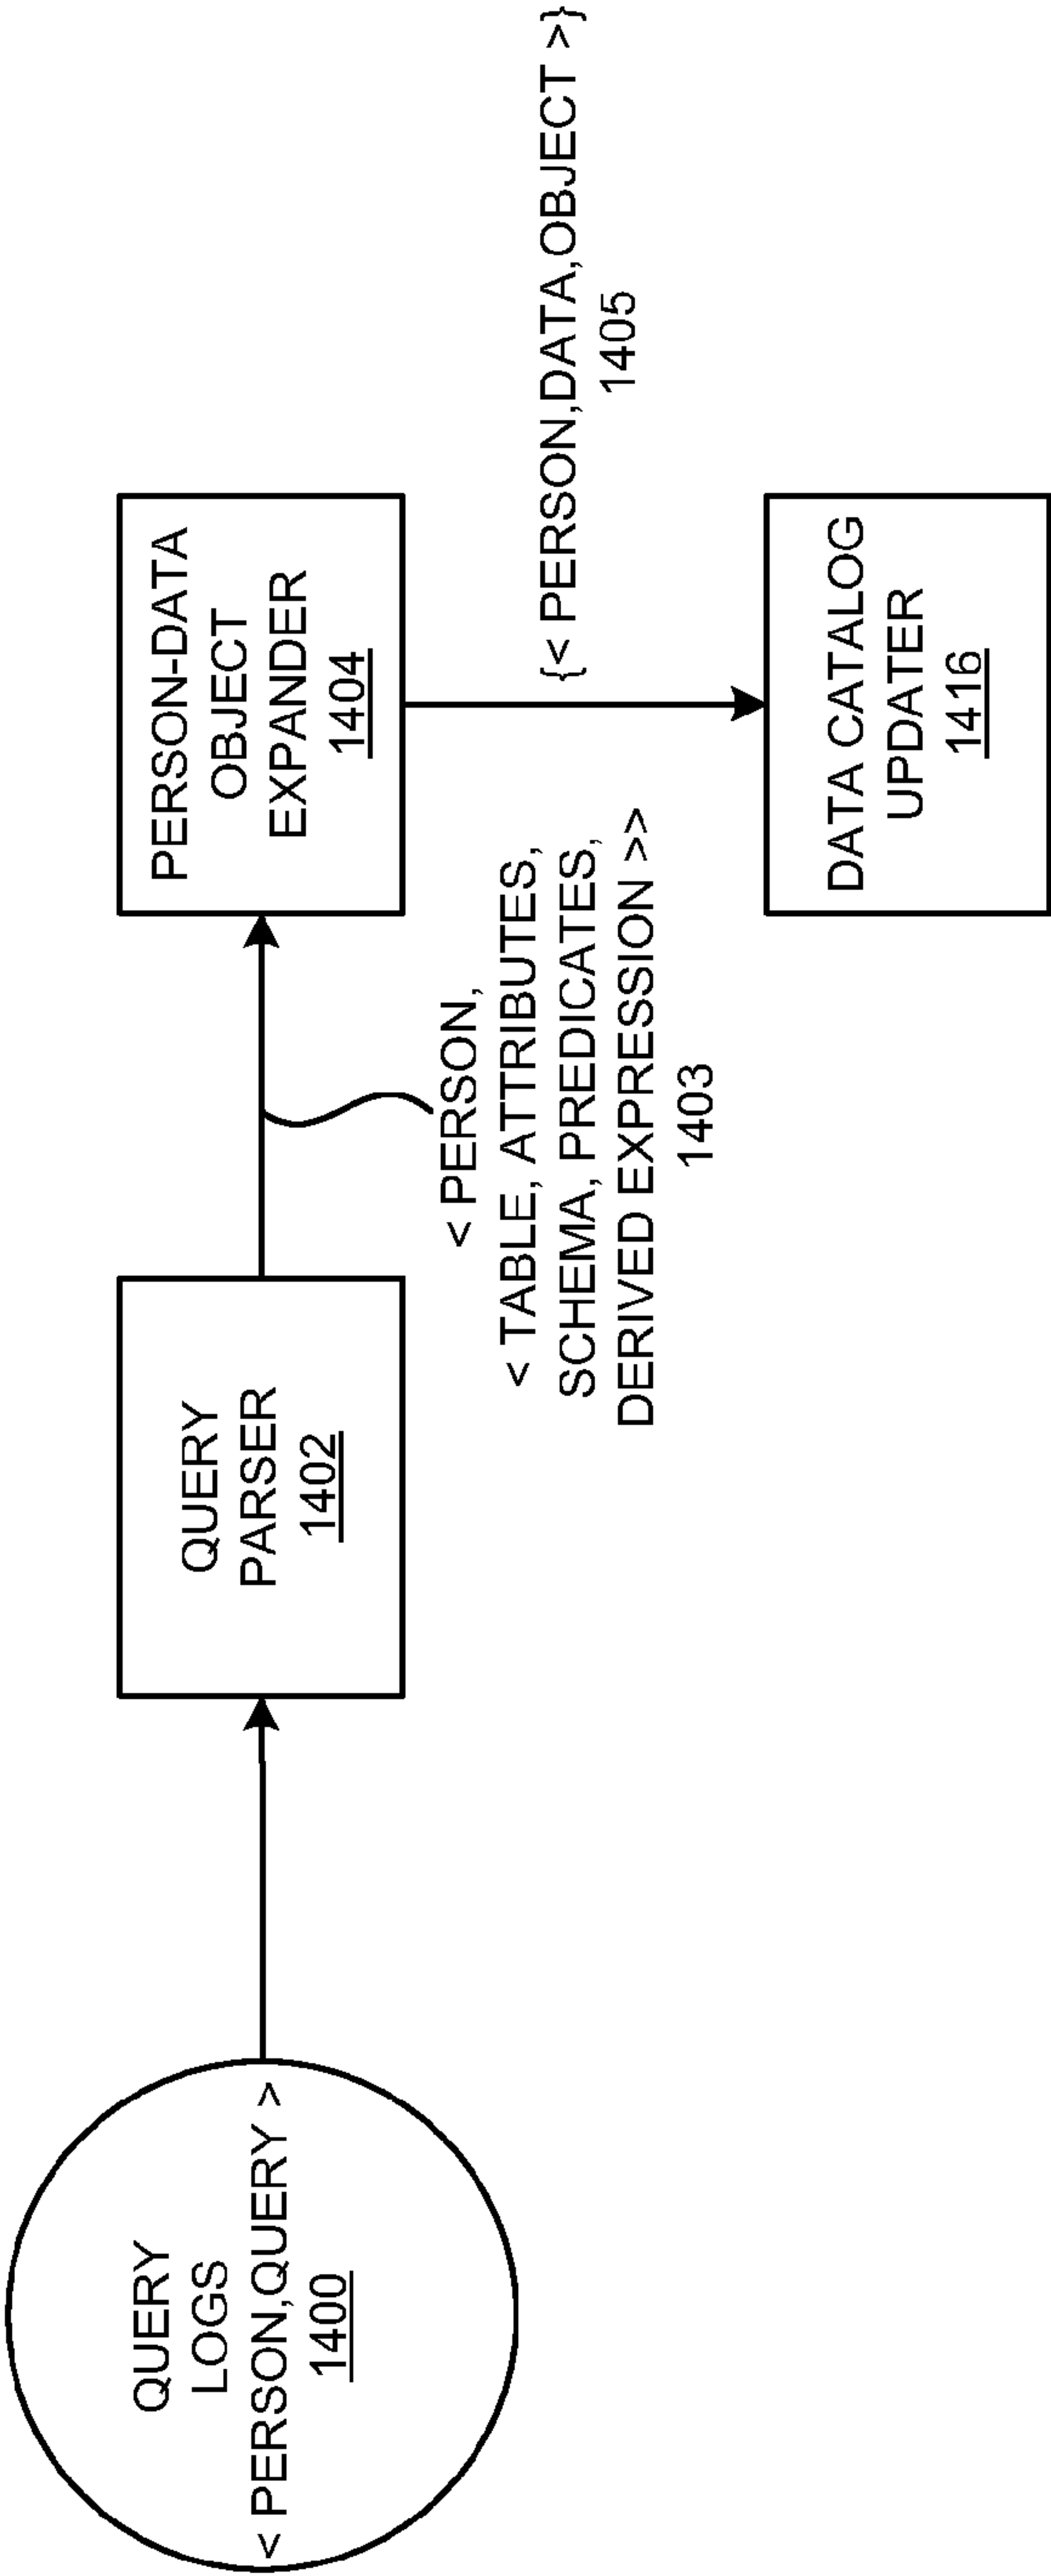 QUERY
LOGS
< PERSON,QUERY >
1400
QUERY
PARSER
1402
< PERSON,
< TABLE, ATTRIBUTES,
SCHEMA, PREDICATES,
DERIVED EXPRESSION >>
1403
PERSON-DATA
OBJECT
EXPANDER
1404
{< PERSON,DATA,OBJECT >}
1405
DATA CATALOG
UPDATER
1416